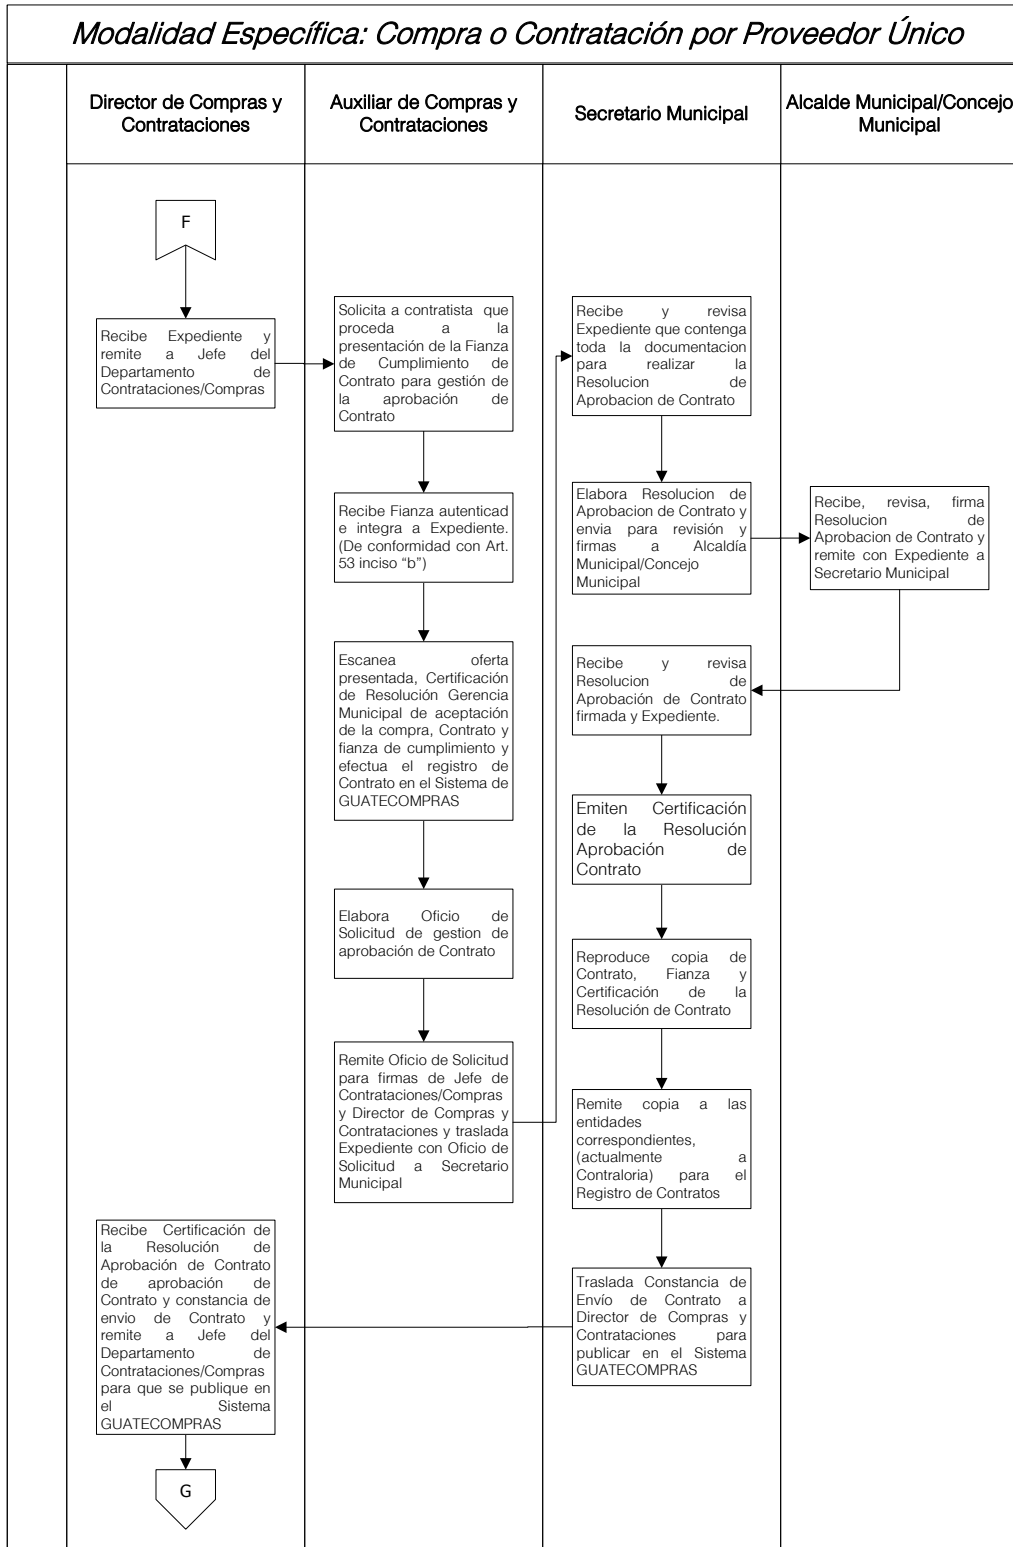 Modalidad Específica: Compra o Contratación por Proveedor Único
Director de Compras y
Contrataciones
Auxiliar de Compras y
Contrataciones
Secretario Municipal
Alcalde Municipal/Concejo
Municipal
F
Recibe Expediente y
remite a Jefe del
Departamento de
Contrataciones/Compras
Solicita a contratista que
proceda a la
presentación de la Fianza
de Cumplimiento de
Contrato para gestión de
la aprobación de
Contrato
Recibe Fianza autenticad
e integra a Expediente.
(De conformidad con Art.
53 inciso “b”)
Escanea oferta
presentada, Certificación
de Resolución Gerencia
Municipal de aceptación
de la compra, Contrato y
fianza de cumplimiento y
efectua el registro de
Contrato en el Sistema de
GUATECOMPRAS
Elabora Oficio de
Solicitud de gestion de
aprobación de Contrato
Remite Oficio de Solicitud
para firmas de Jefe de
Contrataciones/Compras
y Director de Compras y
Contrataciones y traslada
Expediente con Oficio de
Solicitud a Secretario
Municipal
Recibe y revisa
Expediente que contenga
toda la documentacion
para realizar la
Resolucion de
Aprobacion de Contrato
Elabora Resolucion de
Aprobacion de Contrato y
envia para revisión y
firmas a Alcaldía
Municipal/Concejo
Municipal
Recibe, revisa, firma
Resolucion de
Aprobacion de Contrato y
remite con Expediente a
Secretario Municipal
Recibe y revisa
Resolucion de
Aprobación de Contrato
firmada y Expediente.
Emiten Certificación
de la Resolución
Aprobación de
Contrato
Reproduce copia de
Contrato, Fianza y
Certificación de la
Resolución de Contrato
Remite copia a las
entidades
correspondientes,
(actualmente a
Contraloria) para el
Registro de Contratos
Traslada Constancia de
Envío de Contrato a
Director de Compras y
Contrataciones para
publicar en el Sistema
GUATECOMPRAS
Recibe Certificación de
la Resolución de
Aprobación de Contrato
de aprobación de
Contrato y constancia de
envio de Contrato y
remite a Jefe del
Departamento de
Contrataciones/Compras
para que se publique en
el Sistema
GUATECOMPRAS
G